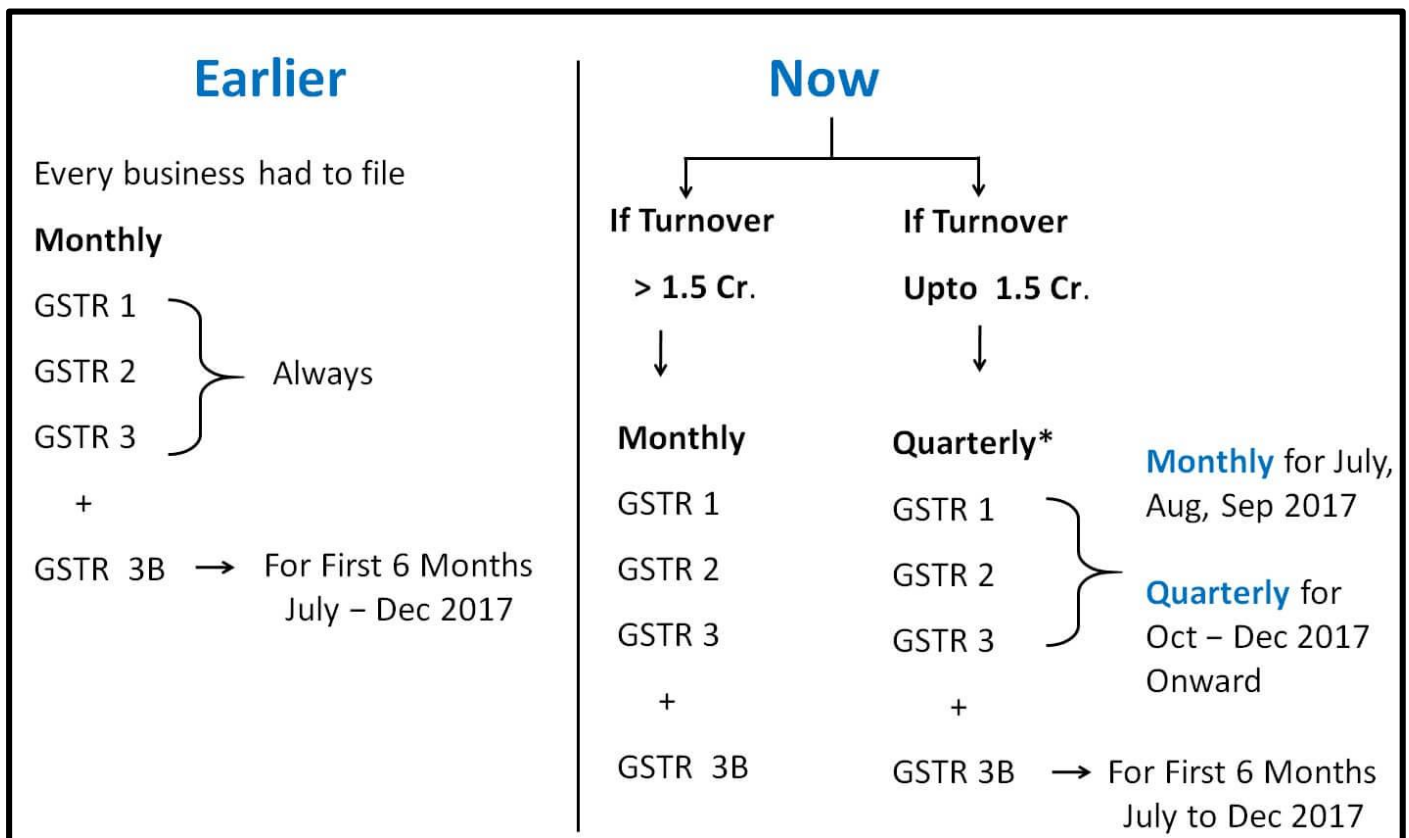 Earlier
Every business had to file
Monthly
GSTR 1
GSTR 2
GSTR 3
Always
+
GSTR 3B → For First 6 Months
July – Dec 2017
Now
If Turnover
> 1.5 Cr.
Monthly
GSTR 1
GSTR 2
GSTR 3
+
GSTR 3B
If Turnover
Upto 1.5 Cr.
Quarterly*
GSTR 1
GSTR 2
GSTR 3
Monthly for July,
Aug, Sep 2017
Quarterly for
Oct – Dec 2017
Onward
+
GSTR 3B → For First 6 Months
July to Dec 2017